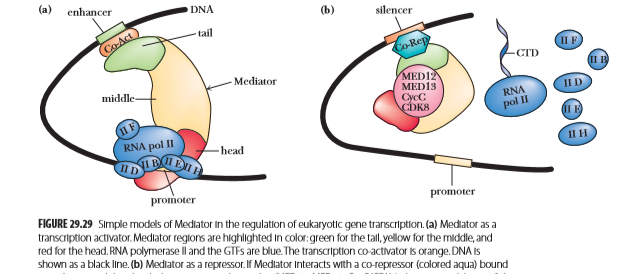 (a)
enhancer
DNA
Co-Act
tail
Mediator
middle
II F
RNA pol II
head
II D
II B
II E
II H
promoter
(b)
silencer
Co-Rep
CTD
II F
II B
MED12
MED13
CycC
CDK8
RNA
pol II
II D
II E
II H
promoter
FIGURE 29.29 Simple models of Mediator in the regulation of eukaryotic gene transcription. (a) Mediator as a
transcription activator. Mediator regions are highlighted in color: green for the tail, yellow for the middle, and
red for the head. RNA polymerase II and the GTFs are blue. The transcription co-activator is orange. DNA is
shown as a black line. (b) Mediator as a repressor. If Mediator interacts with a co-repressor (colored aqua) bound